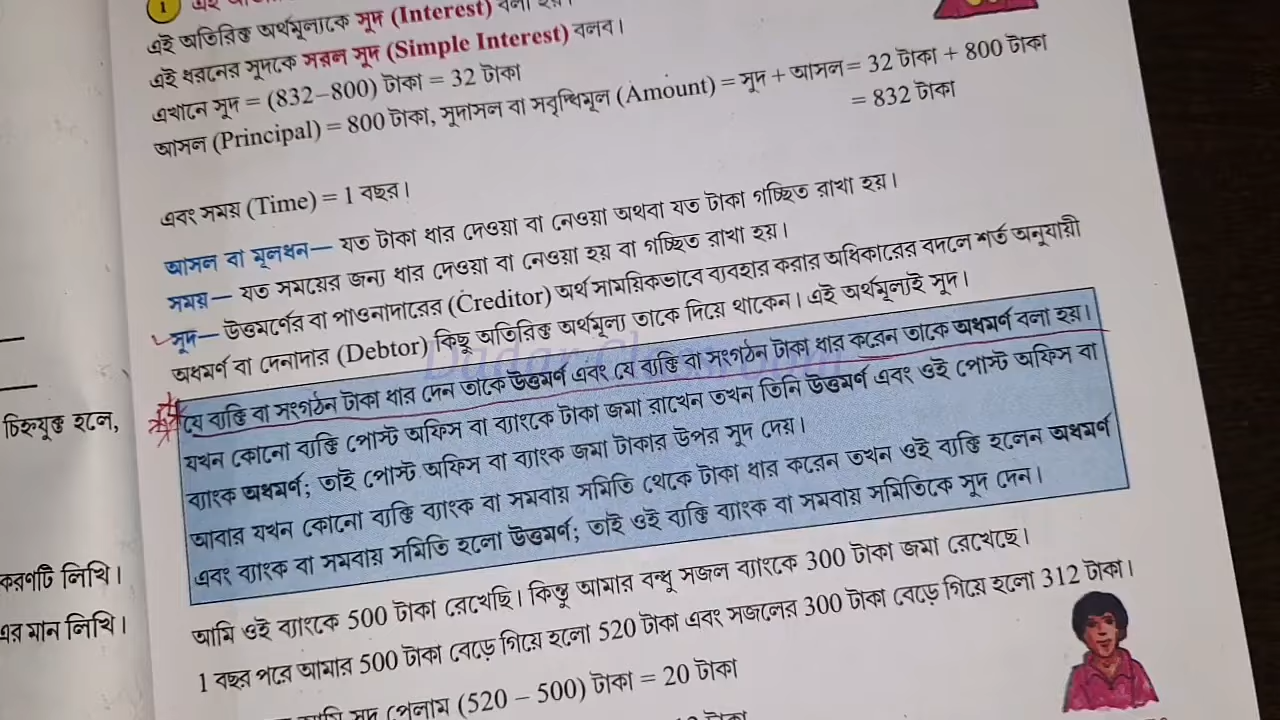 1
এই অতিরিক্ত অর্থমূল্যকে সুদ (Interest) বলা হয়।
এই ধরনের সুদকে সরল সুদ (Simple Interest) বলব।
এখানে সুদ = (832–800) টাকা = 32 টাকা
আসল (Principal) = 800 টাকা, সুদাসল বা সবৃদ্ধিমূল (Amount) = সুদ + আসল = 32 টাকা + 800 টাকা
= 832 টাকা
এবং সময় (Time) = 1 বছর।
আসল বা মূলধন— যত টাকা ধার দেওয়া বা নেওয়া অথবা যত টাকা গচ্ছিত রাখা হয়।
সময়— যত সময়ের জন্য ধার দেওয়া বা নেওয়া হয় বা গচ্ছিত রাখা হয়।
সুদ— উত্তমর্ণের বা পাওনাদারের (Creditor) অর্থ সাময়িকভাবে ব্যবহার করার অধিকারের বদলে শর্ত অনুযায়ী
অধমর্ণ বা দেনাদার (Debtor) কিছু অতিরিক্ত অর্থমূল্য তাকে দিয়ে থাকেন। এই অর্থমূল্যই সুদ।
Dadar Classroom
যে ব্যক্তি বা সংগঠন টাকা ধার দেন তাকে উত্তমর্ণ এবং যে ব্যক্তি বা সংগঠন টাকা ধার করেন তাকে অধমর্ণ বলা হয়।
যখন কোনো ব্যক্তি পোস্ট অফিস বা ব্যাংকে টাকা জমা রাখেন তখন তিনি উত্তমর্ণ এবং ওই পোস্ট অফিস বা
ব্যাংক অধমর্ণ; তাই পোস্ট অফিস বা ব্যাংক জমা টাকার উপর সুদ দেয়।
আবার যখন কোনো ব্যক্তি ব্যাংক বা সমবায় সমিতি থেকে টাকা ধার করেন তখন ওই ব্যক্তি হলেন অধমর্ণ
এবং ব্যাংক বা সমবায় সমিতি হলো উত্তমর্ণ; তাই ওই ব্যক্তি ব্যাংক বা সমবায় সমিতিকে সুদ দেন।
চিহ্নযুক্ত হলে,
করণটি লিখি।
এর মান লিখি।
আমি ওই ব্যাংকে 500 টাকা রেখেছি। কিন্তু আমার বন্ধু সজল ব্যাংকে 300 টাকা জমা রেখেছে।
1 বছর পরে আমার 500 টাকা বেড়ে গিয়ে হলো 520 টাকা এবং সজলের 300 টাকা বেড়ে গিয়ে হলো 312 টাকা।
আমি সুদ পেলাম (520 – 500) টাকা = 20 টাকা
টাকা